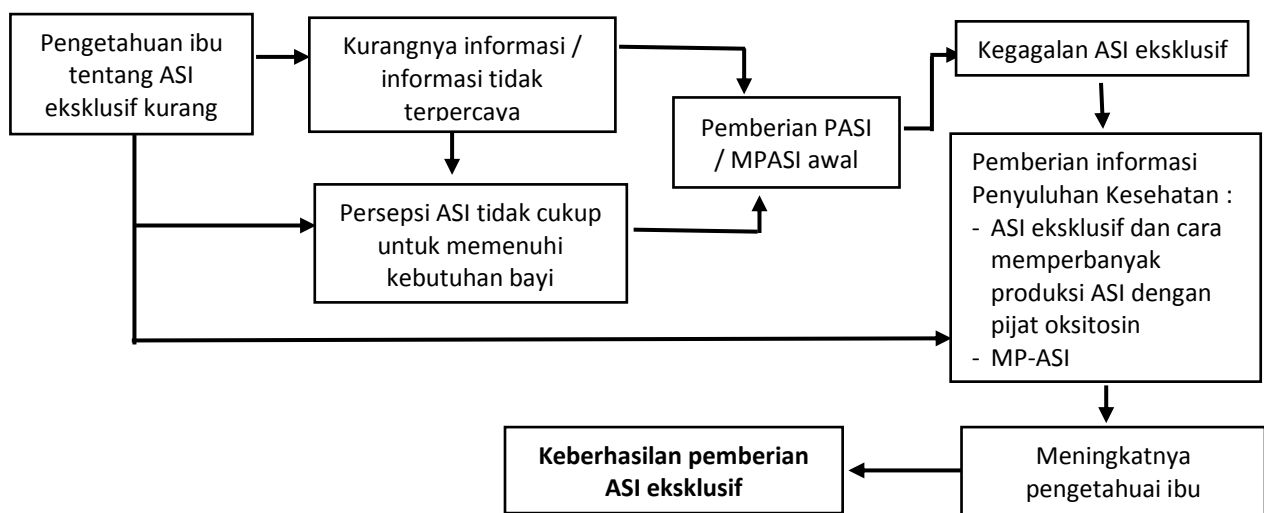 Pengetahuan ibu
tentang ASI
eksklusif kurang
Kurangnya informasi /
informasi tidak
terpercaya
Persepsi ASI tidak cukup
untuk memenuhi
kebutuhan bayi
Pemberian PASI
/ MPASI awal
Kegagalan ASI eksklusif
Pemberian informasi
Penyuluhan Kesehatan :
- ASI eksklusif dan cara
memperbanyak
produksi ASI dengan
pijat oksitosin
- MP-ASI
Meningkatnya
pengetahuai ibu
Keberhasilan pemberian
ASI eksklusif